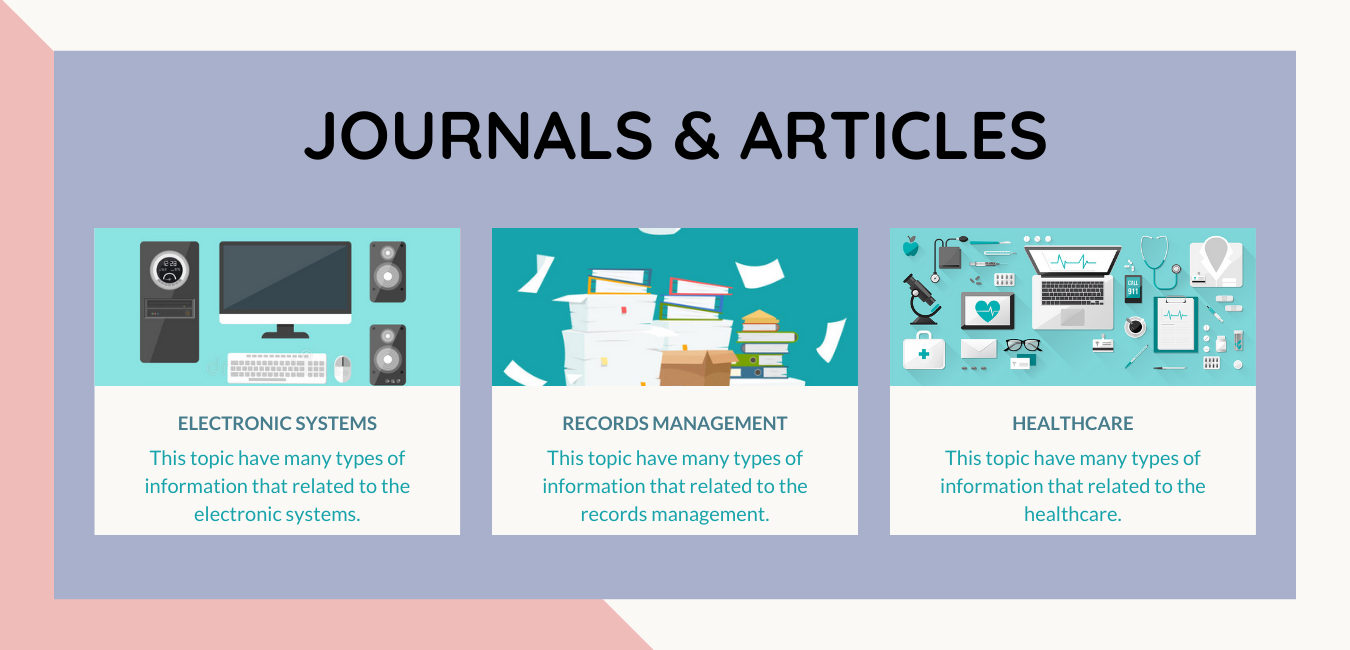 JOURNALS & ARTICLES
ELECTRONIC SYSTEMS
This topic have many types of
information that related to the
electronic systems.
RECORDS MANAGEMENT
This topic have many types of
information that related to the
records management.
CALL
911
HEALTHCARE
This topic have many types of
information that related to the
healthcare.